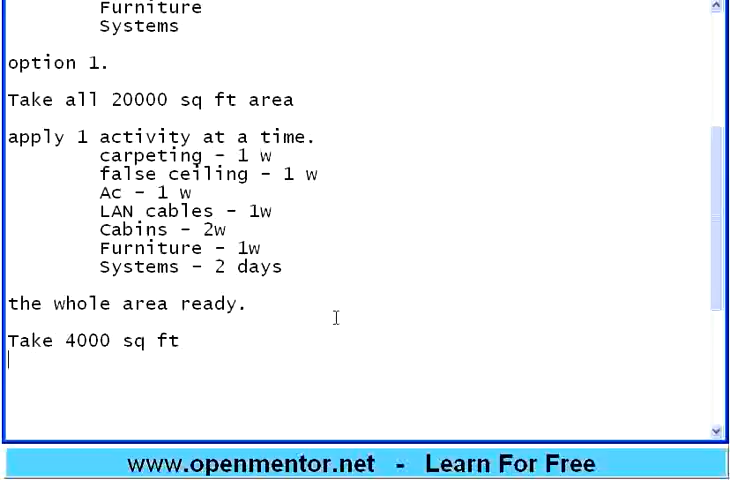 Furniture
Systems
option 1.
Take all 20000 sq ft area
apply 1 activity at a time.
carpeting - 1 w
false ceiling - 1 w
Ac - 1 w
LAN cables - 1w
Cabins - 2w
Furniture - 1w
Systems - 2 days
the whole area ready.
Take 4000 sq ft
www.openmentor.net - Learn For Free